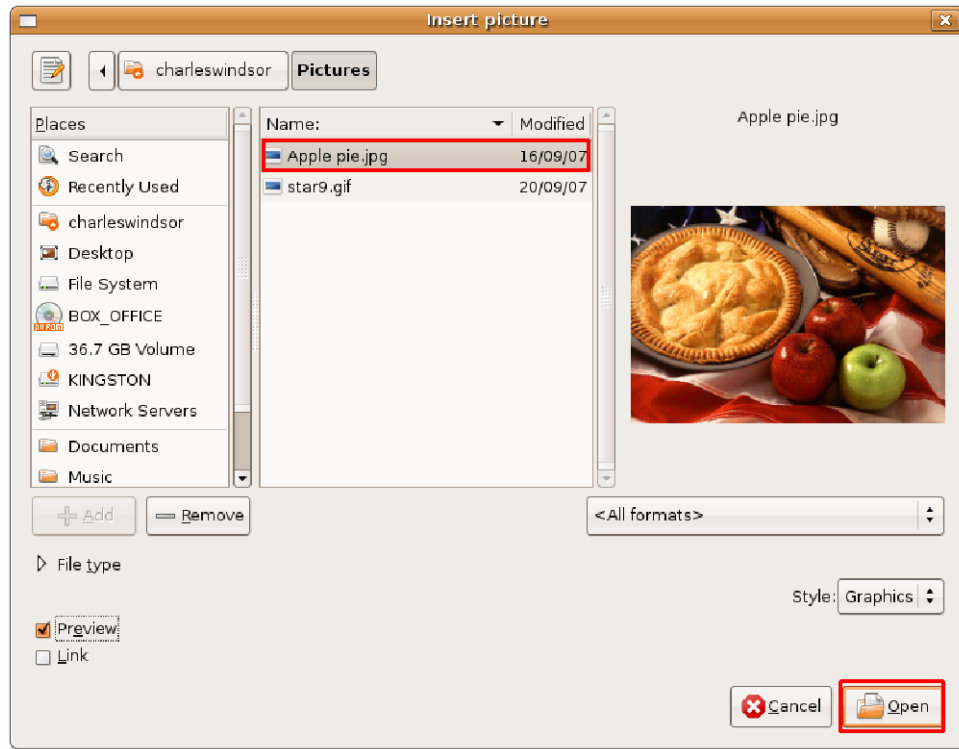 Insert picture
charleswindsor Pictures
Places
Search
Recently Used
charleswindsor
Desktop
File System
BOX_OFFICE
36.7 GB Volume
KINGSTON
Network Servers
Documents
Music
Name: Modified
Apple pie.jpg 16/09/07
star9.gif 20/09/07
Apple pie.jpg
Add Remove
<All formats>
File type
Style: Graphics
Preview
Link
Cancel Open